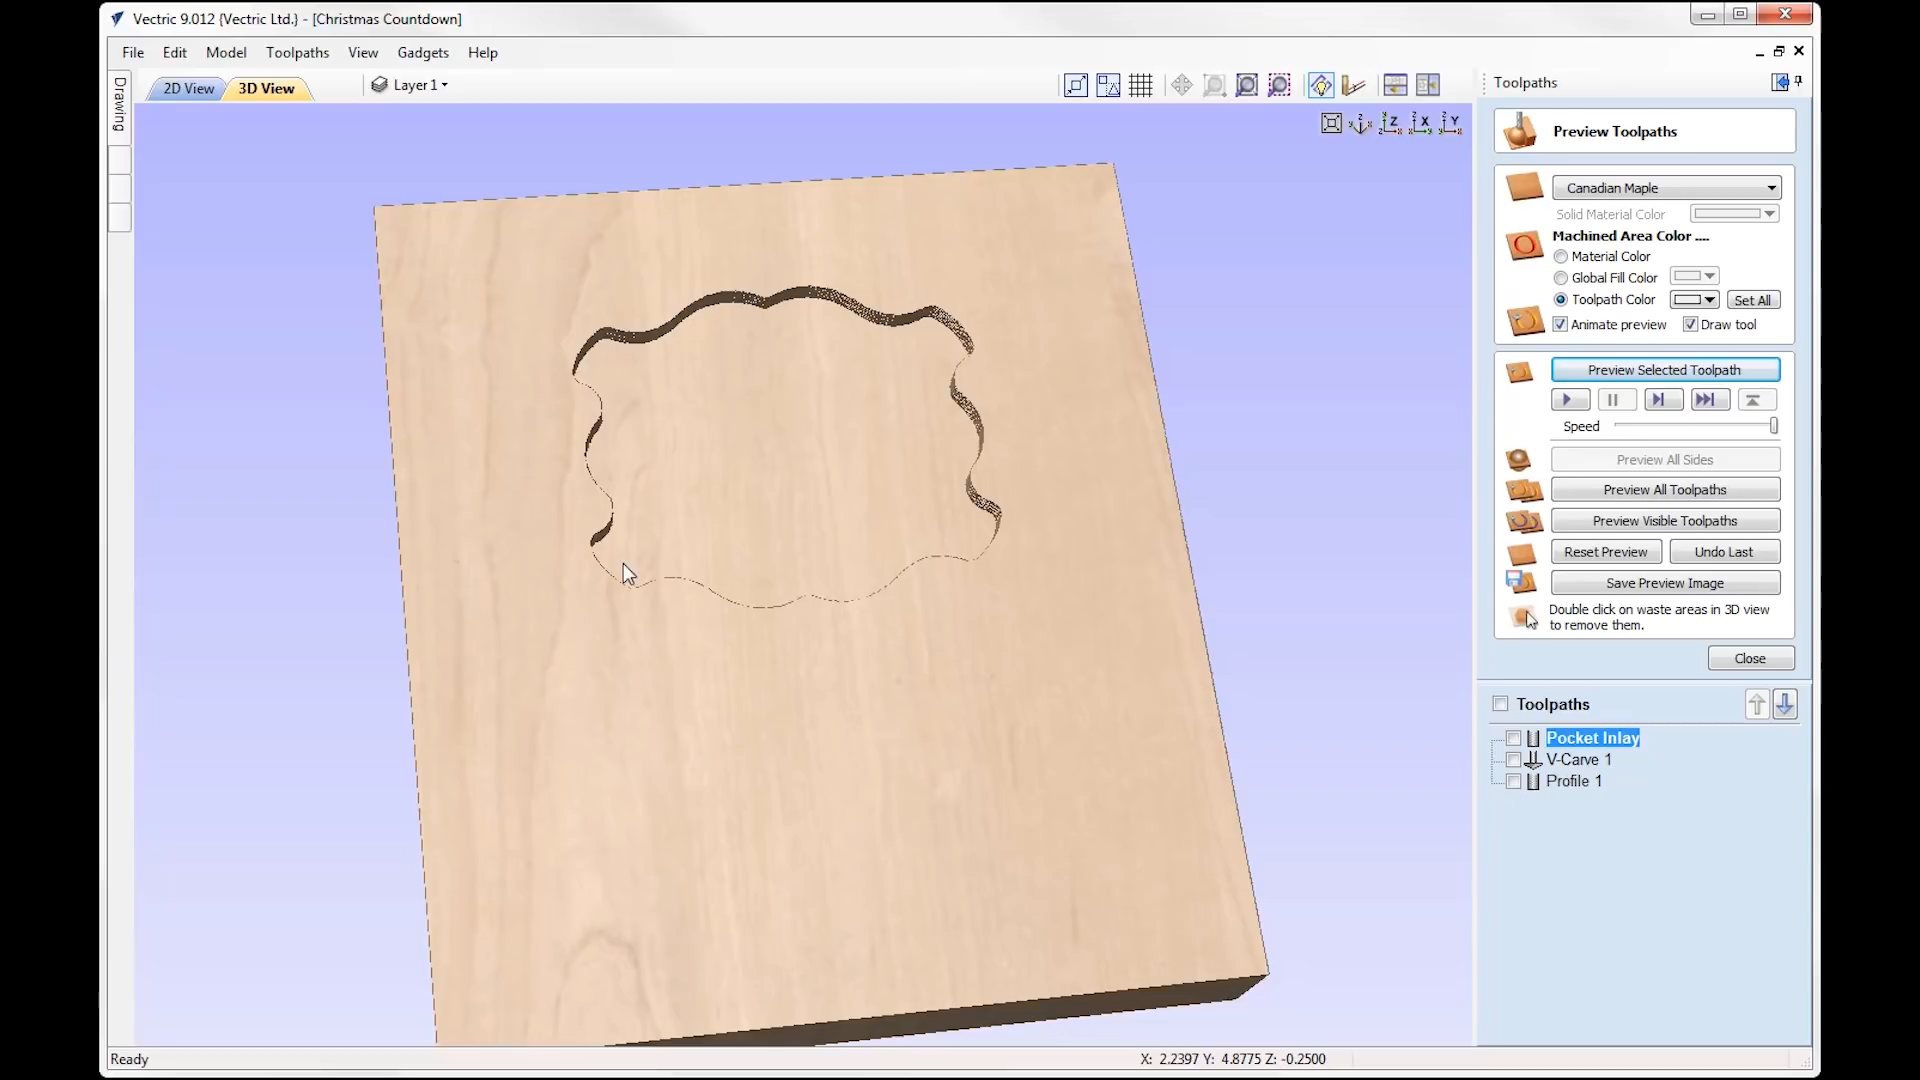 Vectric 9.012 {Vectric Ltd.} - [Christmas Countdown]
File Edit Model Toolpaths View Gadgets Help
Drawing
2D View
3D View
Layer 1
Toolpaths
Preview Toolpaths
Canadian Maple
Solid Material Color
Machined Area Color ....
Material Color
Global Fill Color
Toolpath Color
Set All
Animate preview
Draw tool
Preview Selected Toolpath
Speed
Preview All Sides
Preview All Toolpaths
Preview Visible Toolpaths
Reset Preview
Undo Last
Save Preview Image
Double click on waste areas in 3D view
to remove them.
Close
Toolpaths
Pocket Inlay
V-Carve 1
Profile 1
Ready
X: 2.2397 Y: 4.8775 Z: -0.2500